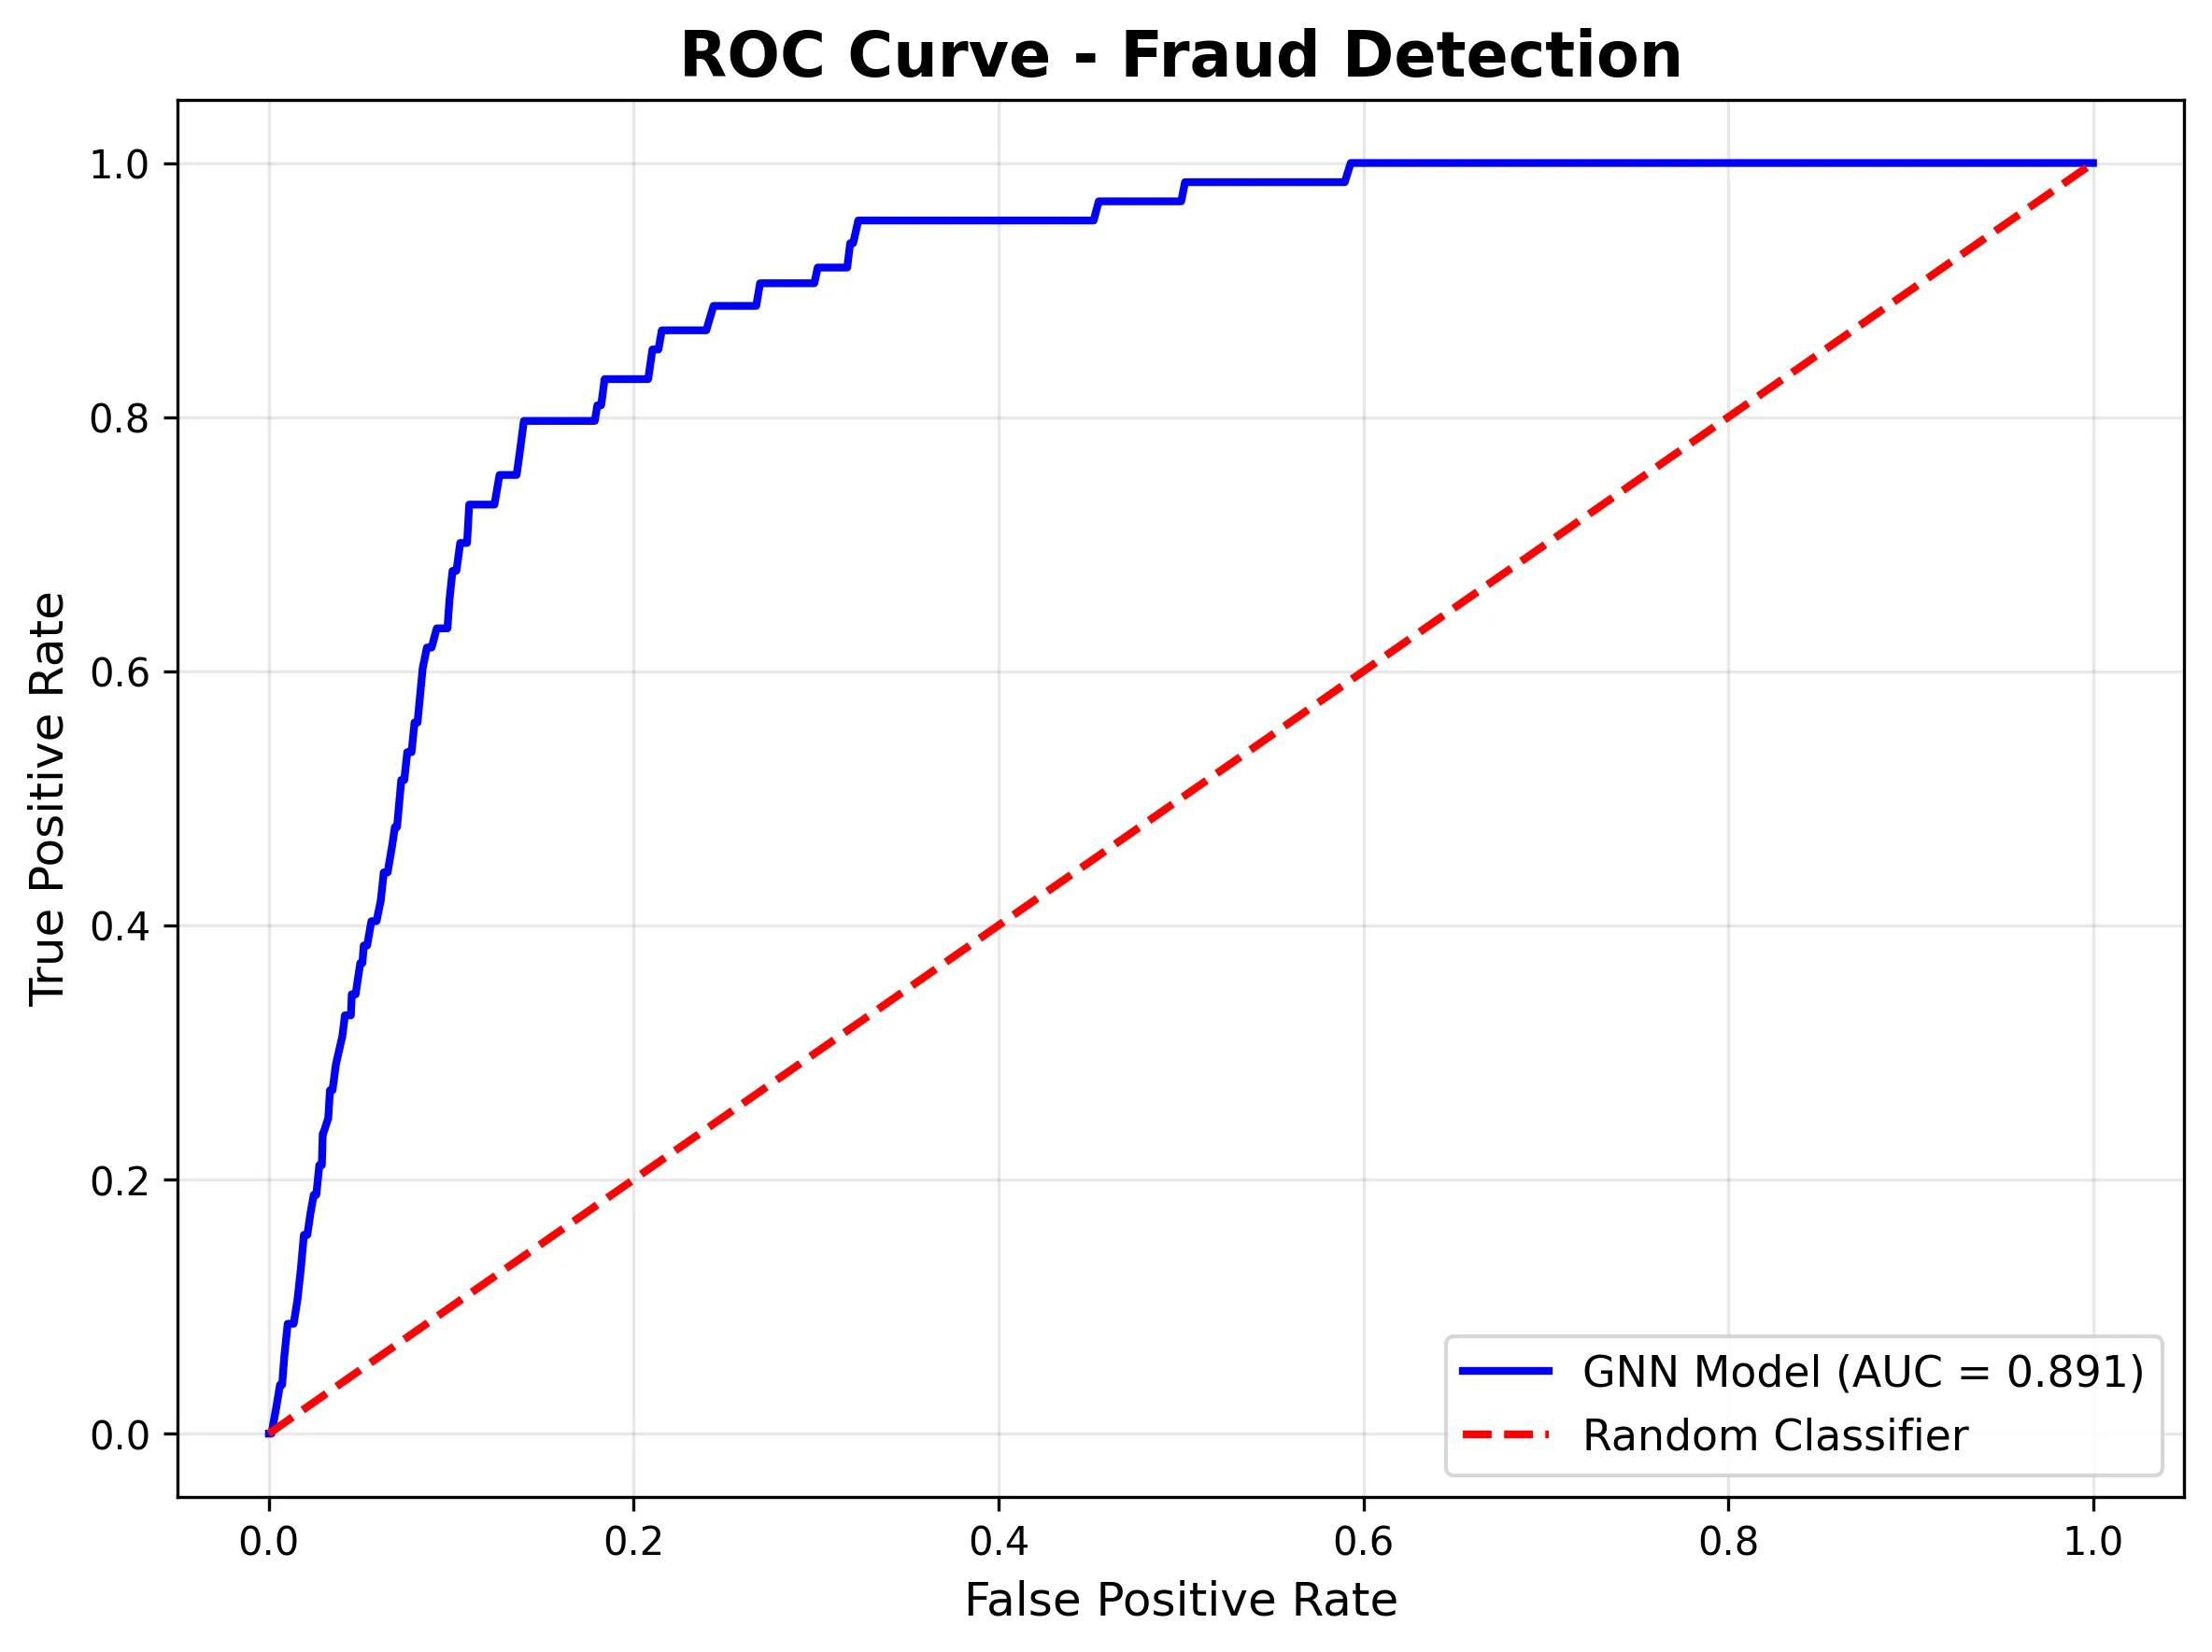 ROC Curve - Fraud Detection
True Positive Rate
1.0
0.8
0.6
0.4
0.2
0.0
0.0 0.2 0.4 0.6 0.8 1.0
False Positive Rate
GNN Model (AUC = 0.891)
Random Classifier